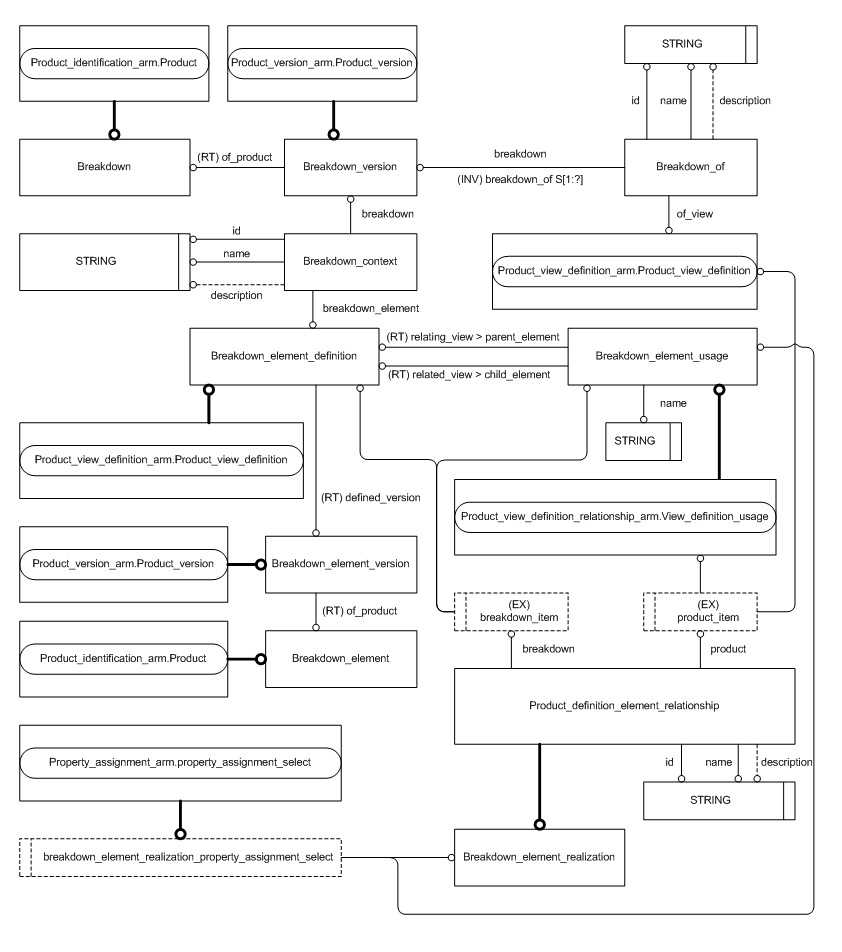 STRING
Product_identification_arm.Product
Product_version_arm.Product_version
id
name
description
Breakdown
(RT) of_product
Breakdown_version
breakdown
(INV) breakdown_of S[1:?]
Breakdown_of
breakdown
of_view
STRING
id
name
description
Breakdown_context
Product_view_definition_arm.Product_view_definition
breakdown_element
Breakdown_element_definition
(RT) relating_view > parent_element
(RT) related_view > child_element
Breakdown_element_usage
name
STRING
Product_view_definition_arm.Product_view_definition
(RT) defined_version
Product_view_definition_relationship_arm.View_definition_usage
Product_version_arm.Product_version
Breakdown_element_version
(RT) of_product
(EX)
breakdown_item
(EX)
product_item
Product_identification_arm.Product
Breakdown_element
breakdown
product
Product_definition_element_relationship
Property_assignment_arm.property_assignment_select
id
name
description
STRING
breakdown_element_realization_property_assignment_select
Breakdown_element_realization